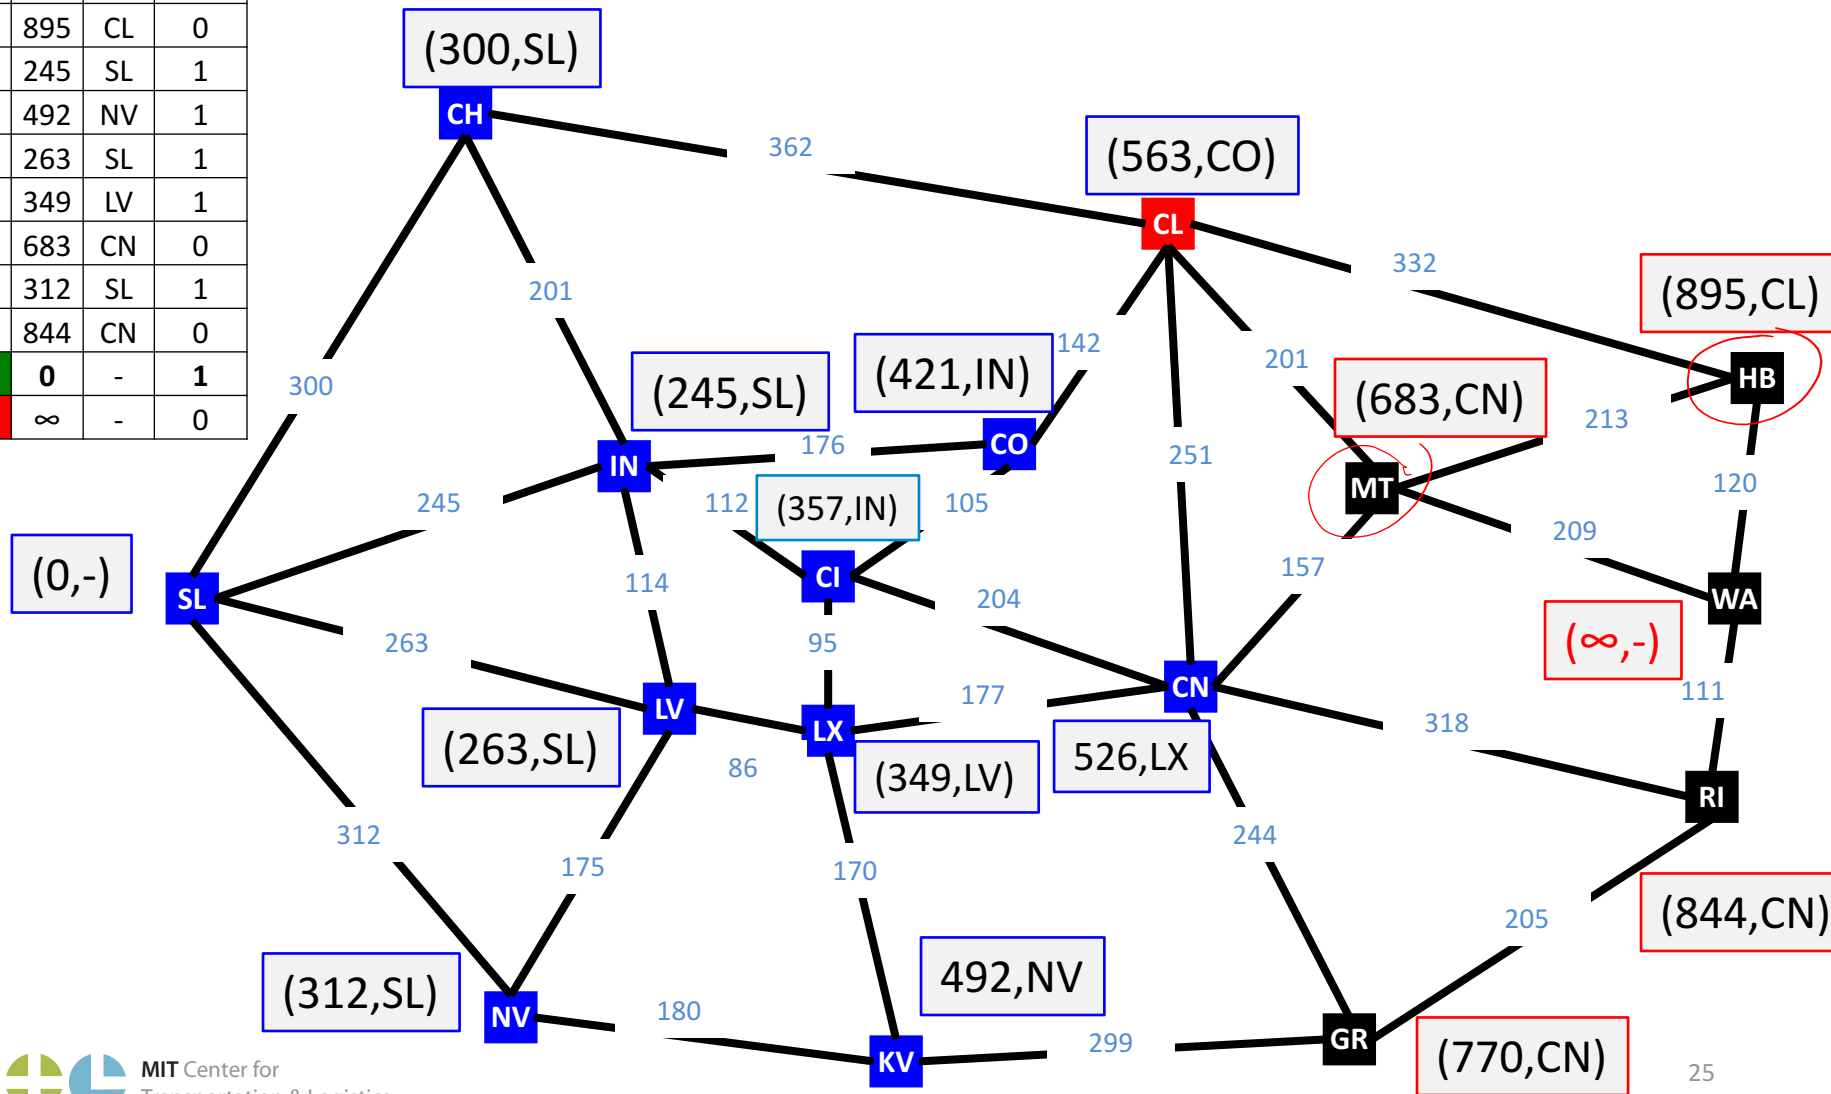 895 CL 0
245 SL 1
492 NV 1
263 SL 1
349 LV 1
683 CN 0
312 SL 1
844 CN 0
0 - 1
∞ - 0
(300,SL)
CH
362
(563,CO)
CL
332
(895,CL)
HB
201
142
201
(421,IN)
(245,SL)
300
(683,CN)
213
CO
176
IN
251
MT
120
245
112
(357,IN)
105
209
(0,-)
SL
114
CI
157
204
WA
263
95
(∞,-)
CN
177
111
LV
LX
318
(263,SL)
86
(349,LV)
526,LX
RI
312
175
170
244
205
(844,CN)
(312,SL)
492,NV
NV
180
299
GR
KV
(770,CN)
MIT Center for
Transportation & Logistics
25